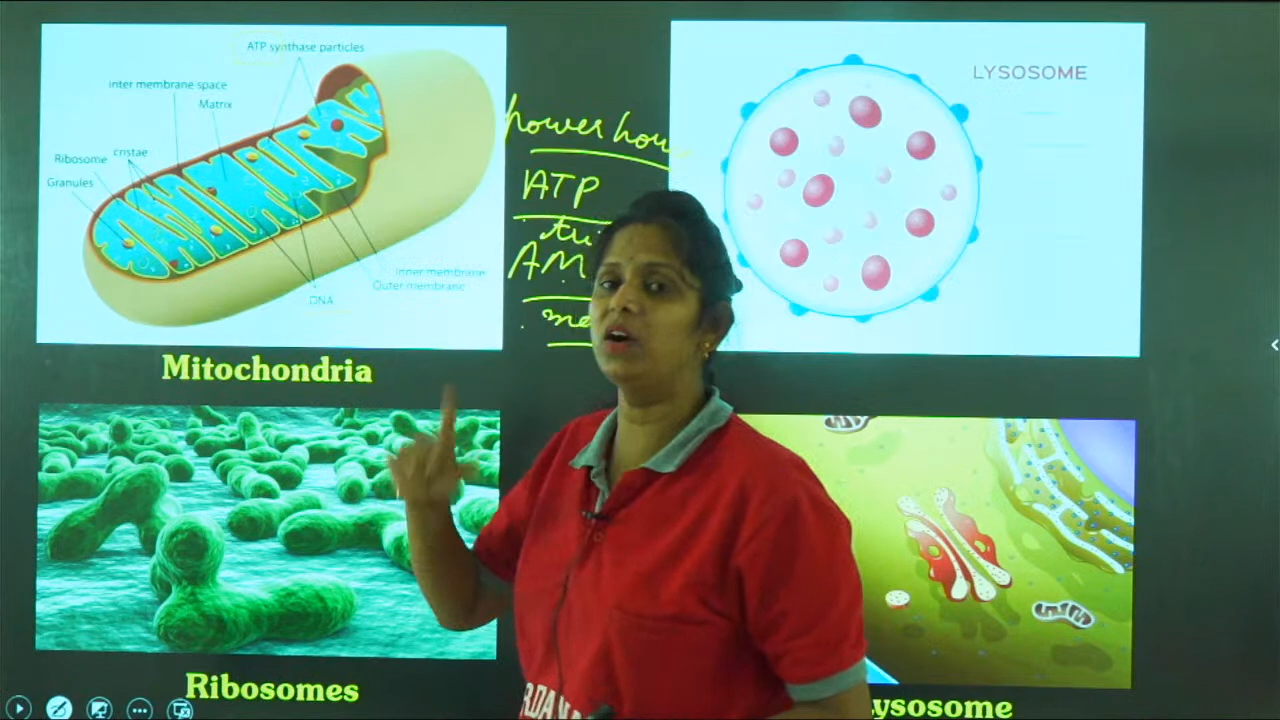 ATP synthase particles
inter membrane space
Matrix
Ribosome
cristae
Granules
Inner membrane
Outer membrane
DNA
Mitochondria
power
ATP
LYSOSOME
Ribosomes